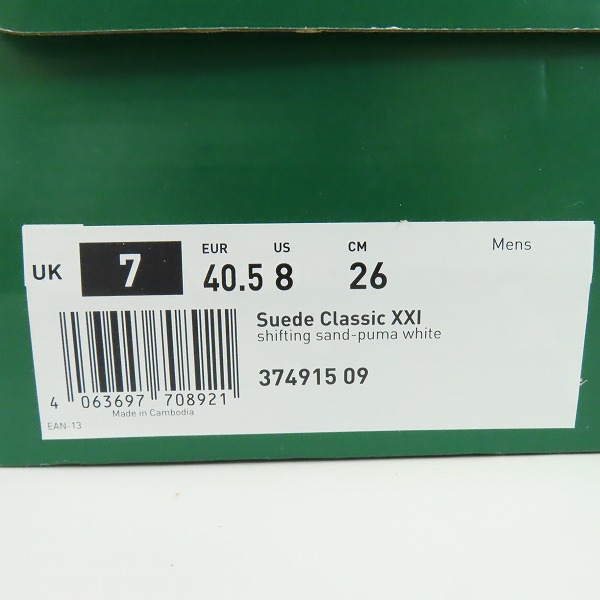 EUR US CM Mens
UK 7 40.5 8 26
Suede Classic XXI
shifting sand-puma white
374915 09
4 063697 708921
Made in Cambodia
EAN-13